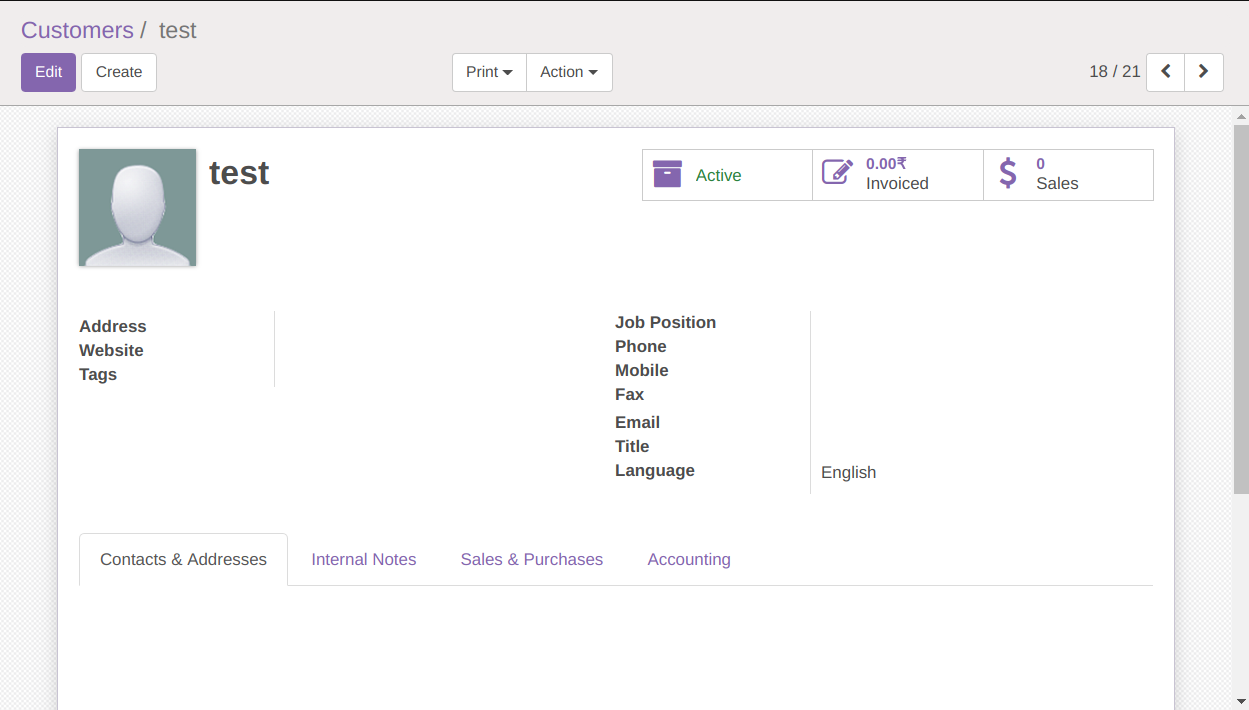 Customers / test
Edit Create Print Action 18 / 21
test
Active
0.00₹
Invoiced
0
Sales
Address
Website
Tags
Job Position
Phone
Mobile
Fax
Email
Title
Language English
Contacts & Addresses Internal Notes Sales & Purchases Accounting